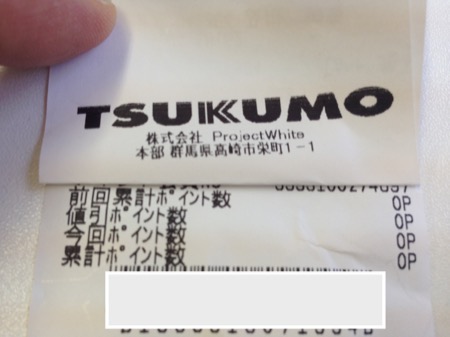 TSUKUMO
株式会社 ProjectWhite
本部 群馬県高崎市栄町1-1
前回累計ﾎﾟｲﾝﾄ数 0P
値引ﾎﾟｲﾝﾄ数 0P
今回ﾎﾟｲﾝﾄ数 0P
累計ﾎﾟｲﾝﾄ数 0P